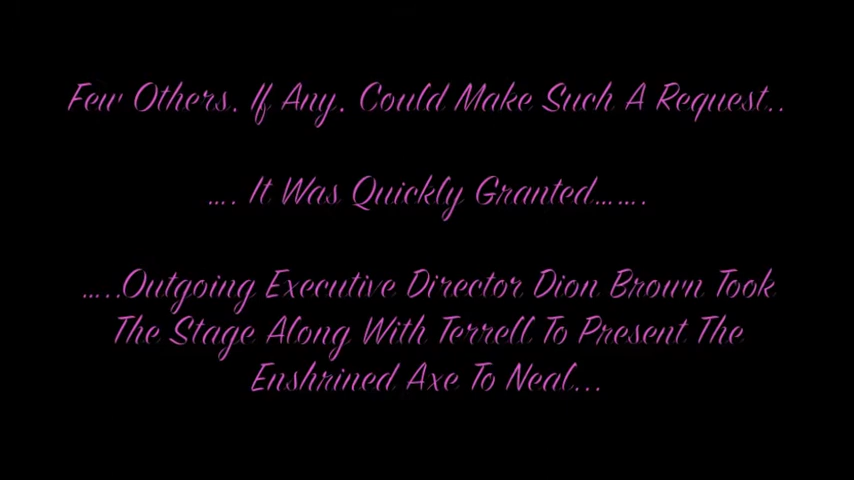 Few Others. If Any. Could Make Such A Request..
.... It Was Quickly Granted.......
.....Outgoing Executive Director Dion Brown Took
The Stage Along With Terrell To Present The
Enshrined Axe To Neal...